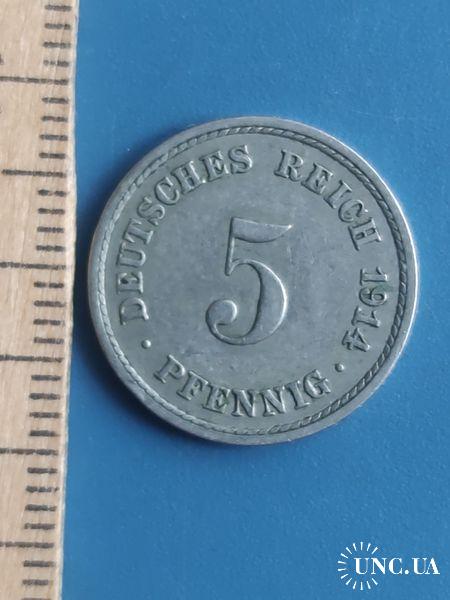 DEUTSCHES REICH 1914
5
· PFENNIG ·
UNC.UA